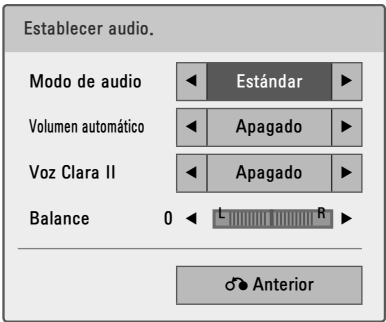 Establecer audio.
Modo de audio ◀ Estándar ▶
Volumen automático ◀ Apagado ▶
Voz Clara II ◀ Apagado ▶
Balance 0 ◀ L R ▶
Anterior